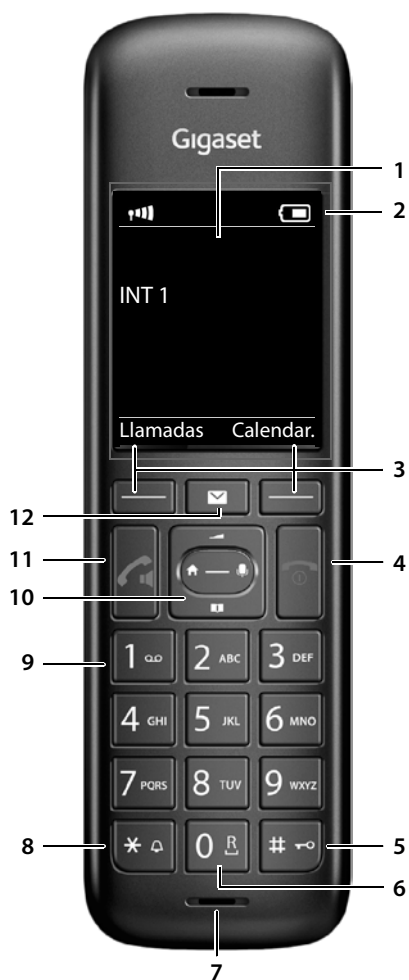 Gigaset
1
2
INT 1
Llamadas Calendar.
3
12
11
4
10
9
1 2 ABC 3 DEF
4 GHI 5 JKL 6 MNO
7 PQRS 8 TUV 9 WXYZ
8
* 0 R #
5
6
7